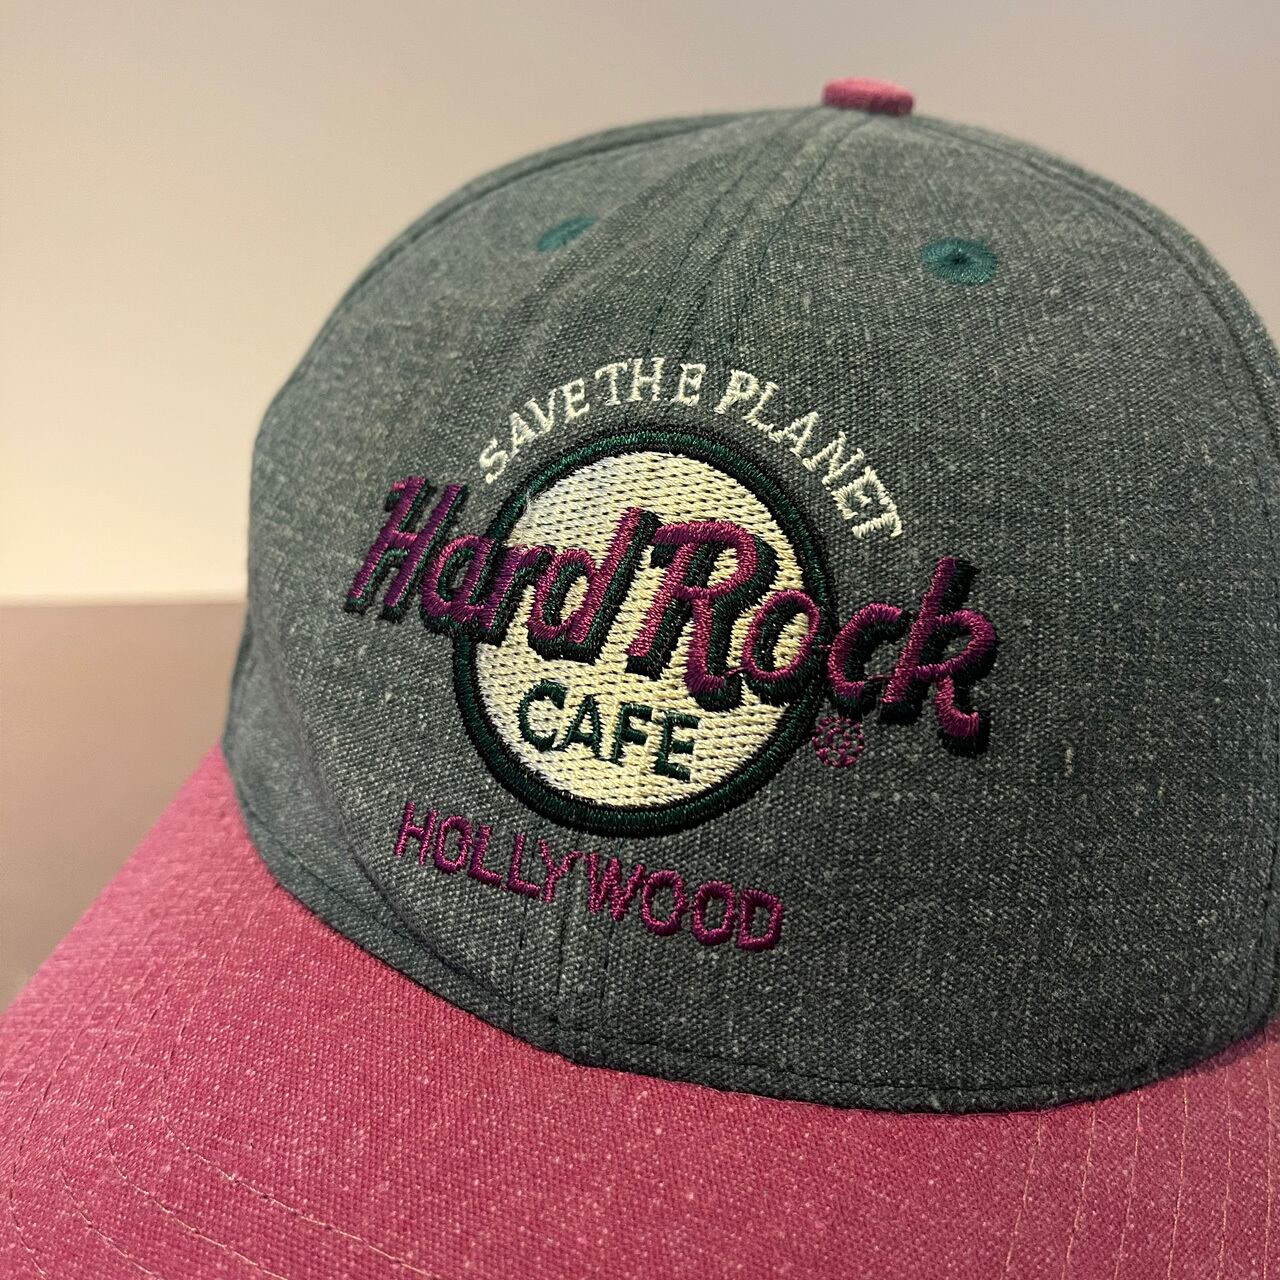 SAVE THE PLANET
Hard Rock
CAFE
®
HOLLYWOOD